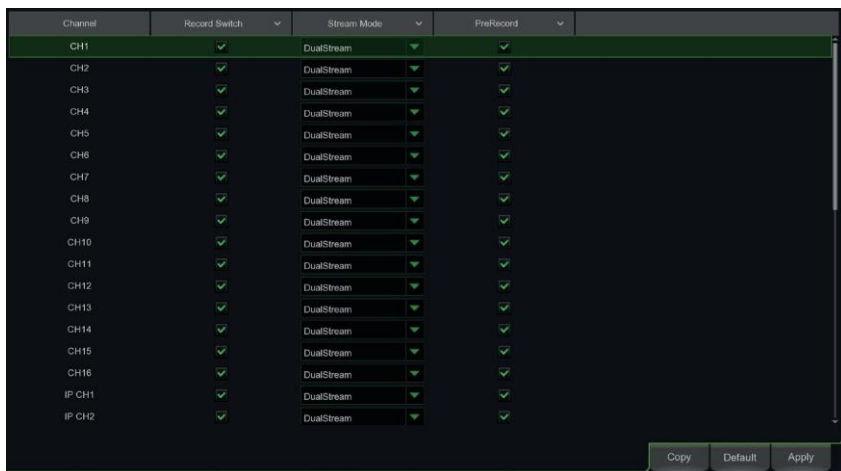 Channel Record Switch Stream Mode PreRecord
CH1 DualStream
CH2 DualStream
CH3 DualStream
CH4 DualStream
CH5 DualStream
CH6 DualStream
CH7 DualStream
CH8 DualStream
CH9 DualStream
CH10 DualStream
CH11 DualStream
CH12 DualStream
CH13 DualStream
CH14 DualStream
CH15 DualStream
CH16 DualStream
IP CH1 DualStream
IP CH2 DualStream
Copy Default Apply